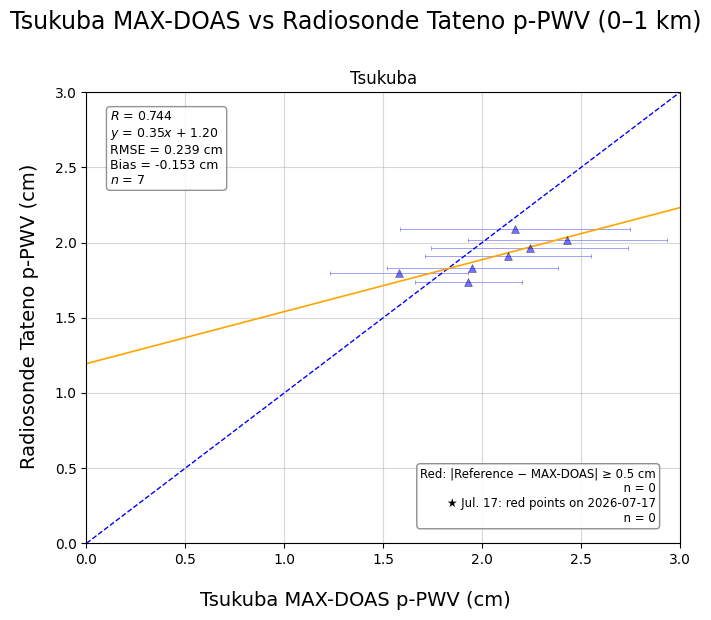 Tsukuba MAX-DOAS vs Radiosonde Tateno p-PWV (0–1 km)
Tsukuba
R = 0.744
y = 0.35x + 1.20
RMSE = 0.239 cm
Bias = -0.153 cm
n = 7
3.0
2.5
2.0
1.5
1.0
0.5
0.0
Radiosonde Tateno p-PWV (cm)
Red: |Reference − MAX-DOAS| ≥ 0.5 cm
n = 0
★ Jul. 17: red points on 2026-07-17
n = 0
0.0 0.5 1.0 1.5 2.0 2.5 3.0
Tsukuba MAX-DOAS p-PWV (cm)